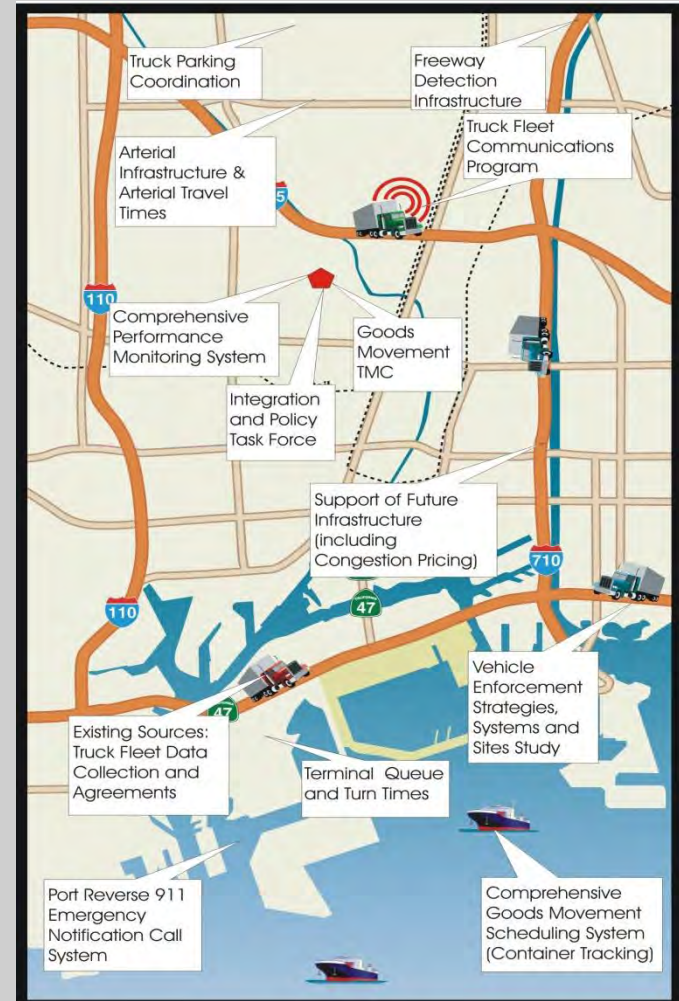 Truck Parking
Coordination
Freeway
Detection
Infrastructure
Truck Fleet
Communications
Program
Arterial
Infrastructure &
Arterial Travel
Times
5
110
Comprehensive
Performance
Monitoring System
Goods
Movement
TMC
Integration
and Policy
Task Force
Support of Future
Infrastructure
(including
Congestion Pricing)
710
110
47
Vehicle
Enforcement
Strategies,
Systems and
Sites Study
47
Existing Sources:
Truck Fleet Data
Collection and
Agreements
Terminal Queue
and Turn Times
Port Reverse 911
Emergency
Notification Call
System
Comprehensive
Goods Movement
Scheduling System
(Container Tracking)